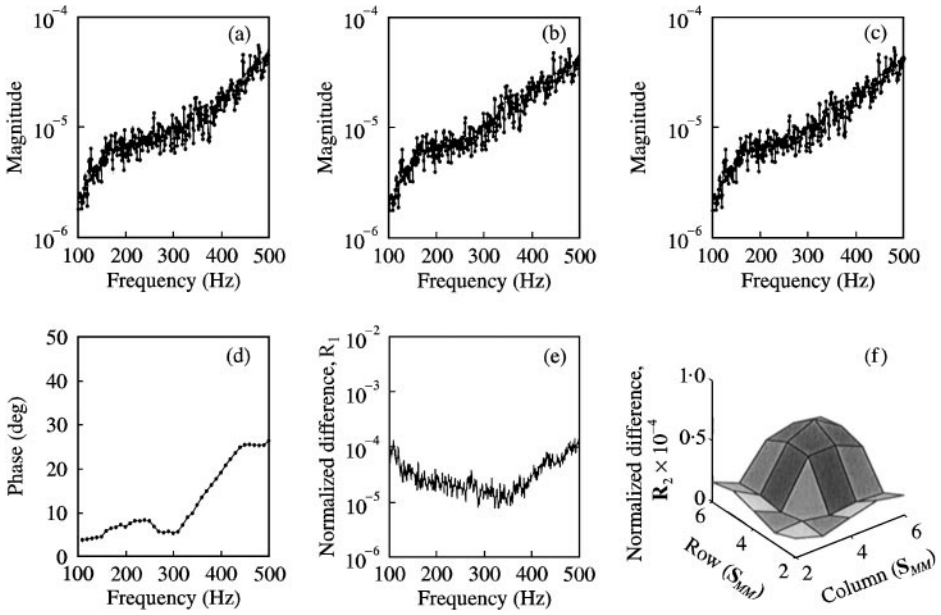 10⁻⁴
(a)
Magnitude
10⁻⁵
10⁻⁶
100 200 300 400 500
Frequency (Hz)
10⁻⁴
(b)
Magnitude
10⁻⁵
10⁻⁶
100 200 300 400 500
Frequency (Hz)
10⁻⁴
(c)
Magnitude
10⁻⁵
10⁻⁶
100 200 300 400 500
Frequency (Hz)
50
(d)
40
30
Phase (deg)
20
10
0
100 200 300 400 500
Frequency (Hz)
10⁻²
(e)
Normalized difference, R₁
10⁻³
10⁻⁴
10⁻⁵
10⁻⁶
100 200 300 400 500
Frequency (Hz)
(f)
Normalized difference,
R₂ × 10⁻⁴
1·0
0·5
0
6
4
2
Row (S_MM)
2
4
6
Column (S_MM)